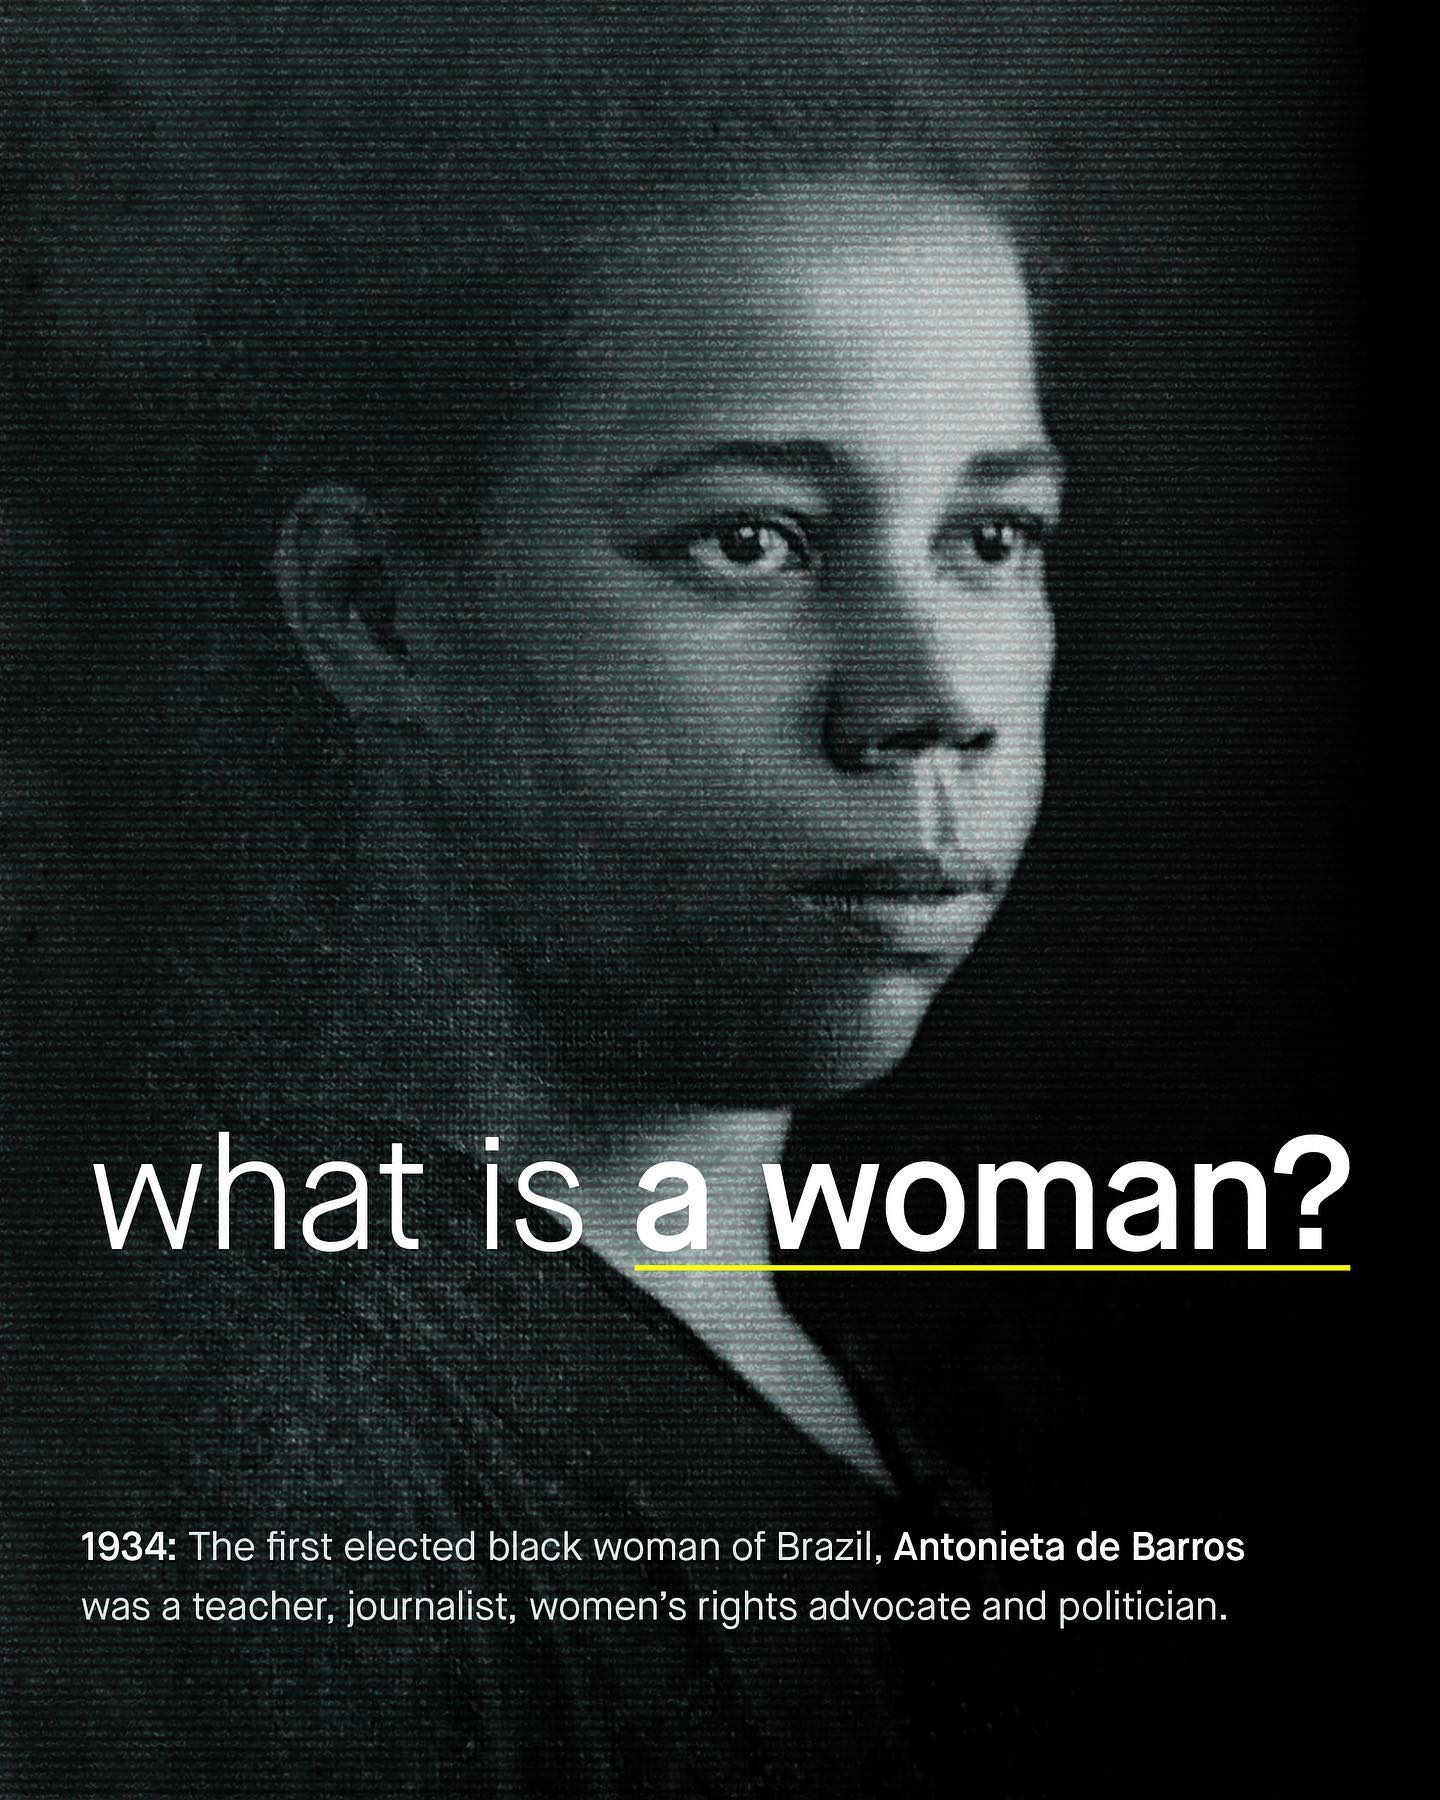 what is a woman?
1934: The first elected black woman of Brazil, Antonieta de Barros
was a teacher, journalist, women’s rights advocate and politician.